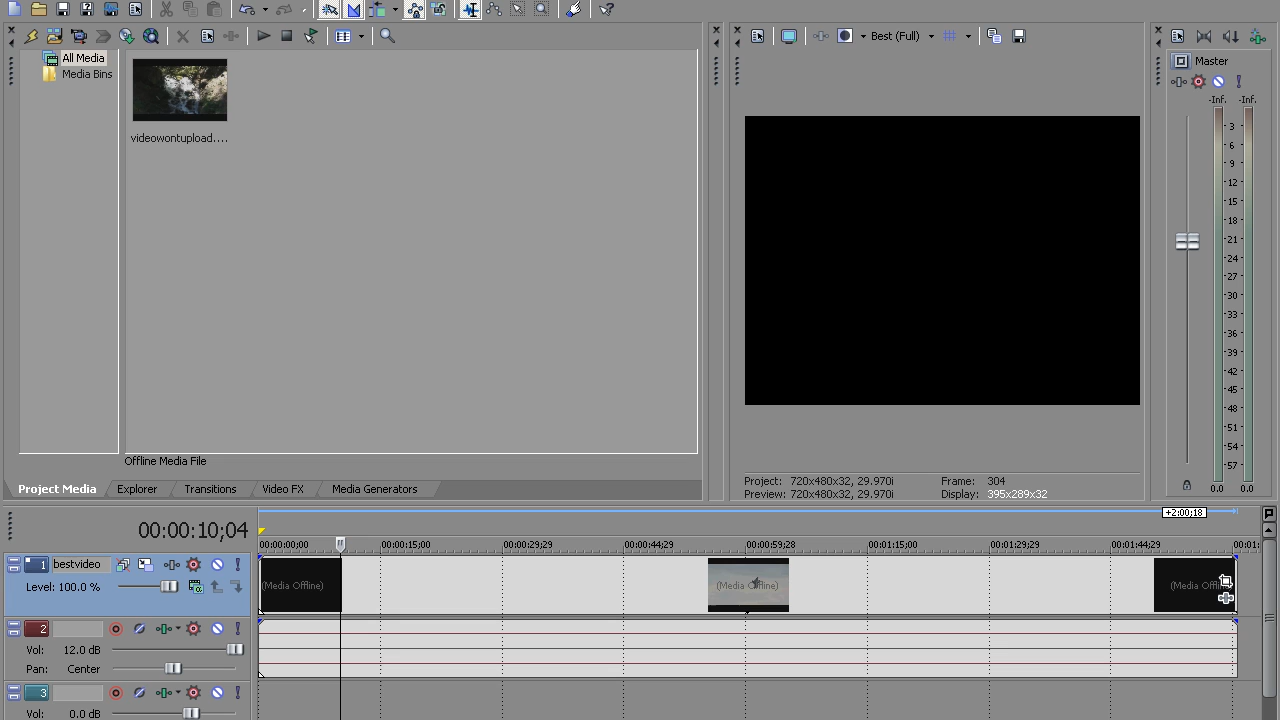 Best (Full)
All Media
Media Bins
Master
-Inf. -Inf.
3
6
9
12
15
18
21
24
27
30
33
36
39
42
45
48
51
54
57
0.0 0.0
videowontupload....
Offline Media File
Project Media Explorer Transitions Video FX Media Generators
Project: 720x480x32, 29.970i Frame: 304
Preview: 720x480x32, 29.970i Display: 395x289x32
+2:00;18
00:00:10;04
00:00:00;00 00:00:15;00 00:00:29;29 00:00:44;29 00:00:59;28 00:01:15;00 00:01:29;29 00:01:44;29 00:01:
1 bestvideo
Level: 100.0 %
(Media Offline) (Media Offline) (Media Offlin
2
Vol: 12.0 dB
Pan: Center
3
Vol: 0.0 dB